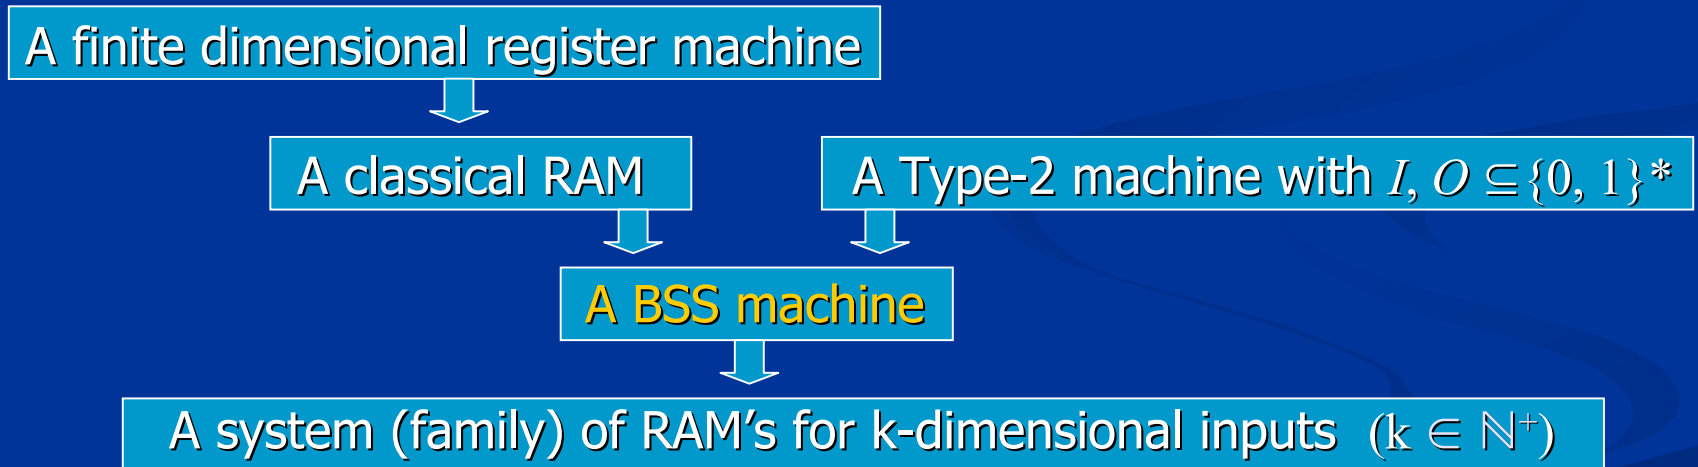 A finite dimensional register machine
A classical RAM
A Type-2 machine with I, O ⊆{0, 1}*
A BSS machine
A system (family) of RAM's for k-dimensional inputs (k ∈ ℕ⁺)